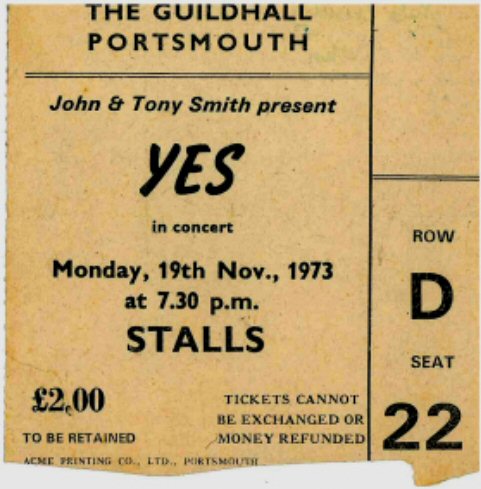 THE GUILDHALL
PORTSMOUTH
John & Tony Smith present
YES
in concert
Monday, 19th Nov., 1973
at 7.30 p.m.
STALLS
£2.00
TO BE RETAINED
TICKETS CANNOT
BE EXCHANGED OR
MONEY REFUNDED
ACME PRINTING CO., LTD., PORTSMOUTH
ROW
D
SEAT
22